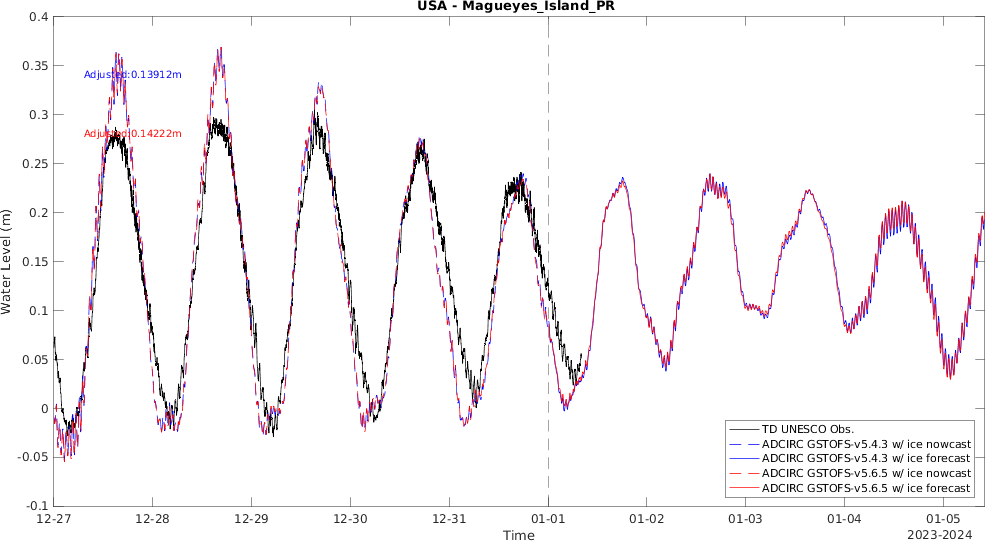 USA - Magueyes_Island_PR
0.4
0.35
0.3
0.25
0.2
0.15
0.1
0.05
0
-0.05
-0.1
Water Level (m)
Adjusted:0.13912m
Adjusted:0.14222m
TD UNESCO Obs.
ADCIRC GSTOFS-v5.4.3 w/ ice nowcast
ADCIRC GSTOFS-v5.4.3 w/ ice forecast
ADCIRC GSTOFS-v5.6.5 w/ ice nowcast
ADCIRC GSTOFS-v5.6.5 w/ ice forecast
12-27 12-28 12-29 12-30 12-31 01-01 01-02 01-03 01-04 01-05
Time
2023-2024